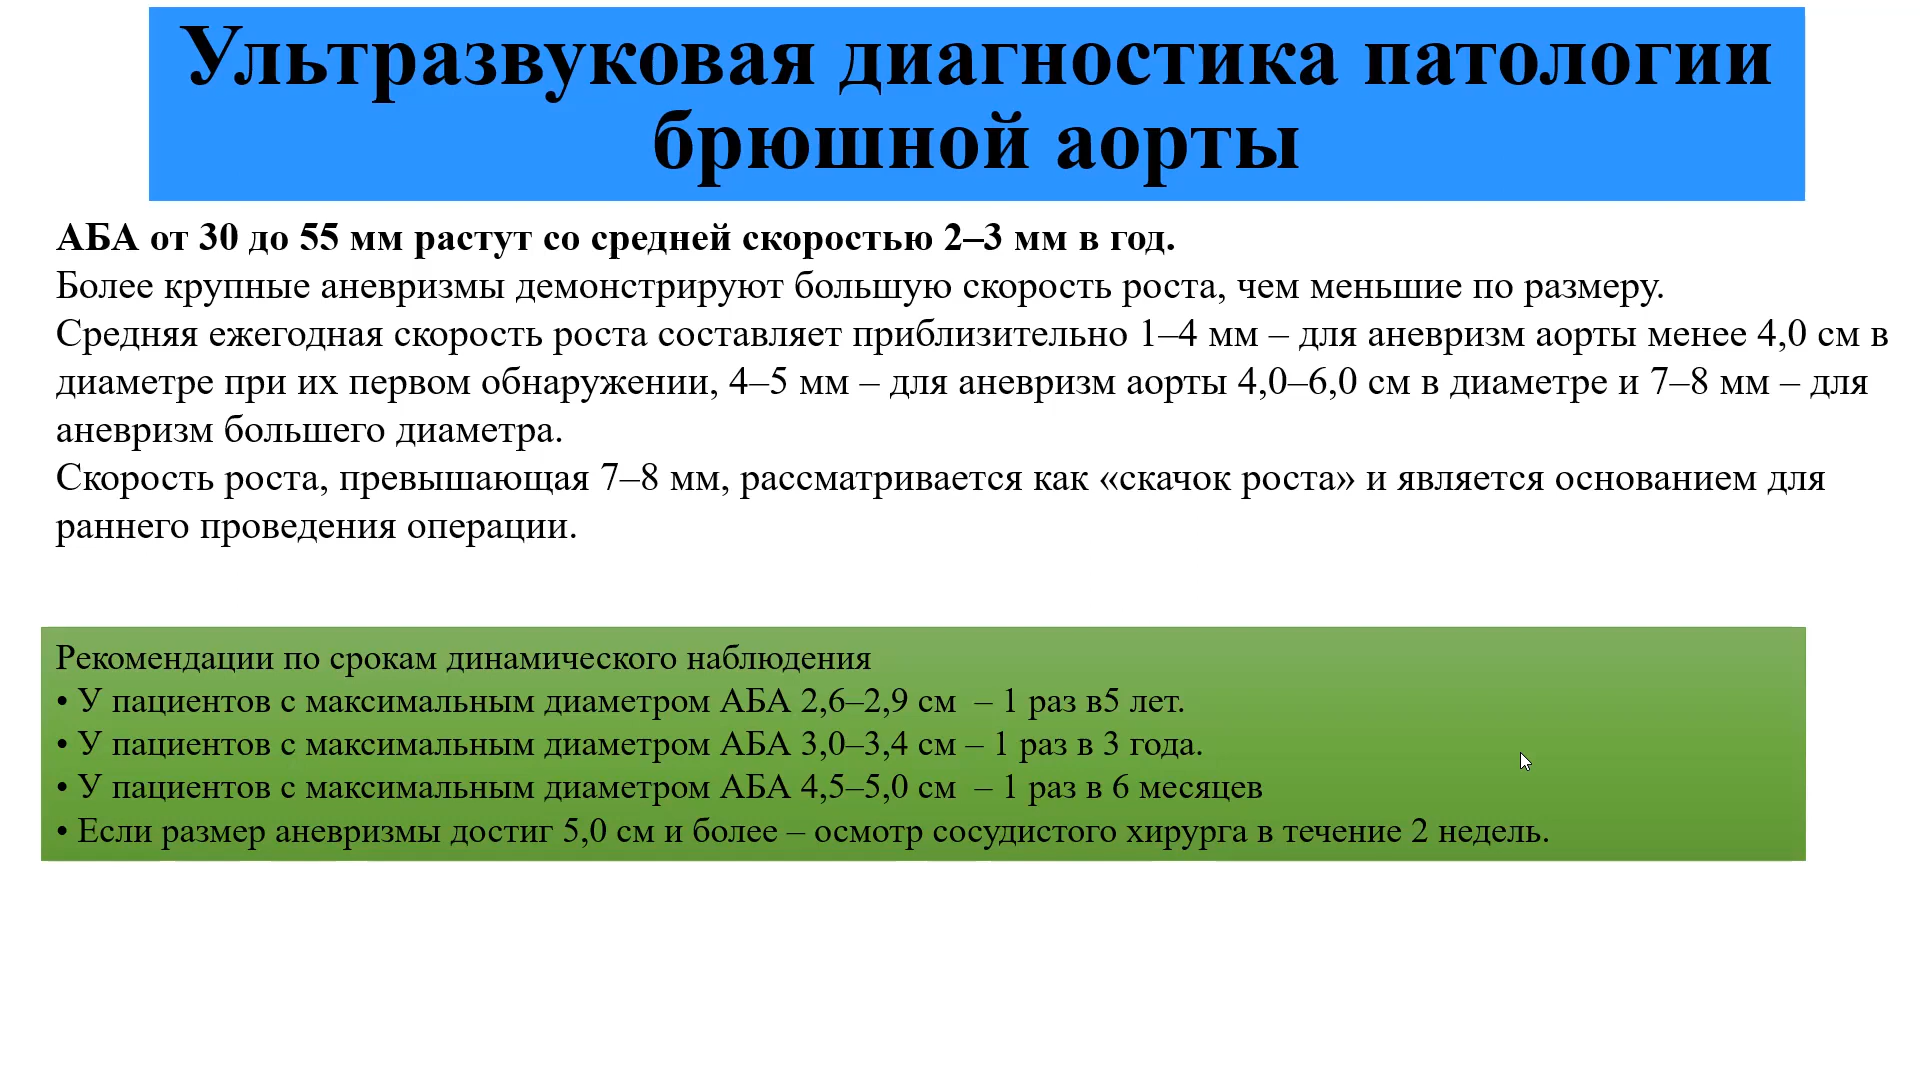 Ультразвуковая диагностика патологии
брюшной аорты
АБА от 30 до 55 мм растут со средней скоростью 2–3 мм в год.
Более крупные аневризмы демонстрируют большую скорость роста, чем меньшие по размеру.
Средняя ежегодная скорость роста составляет приблизительно 1–4 мм – для аневризм аорты менее 4,0 см в
диаметре при их первом обнаружении, 4–5 мм – для аневризм аорты 4,0–6,0 см в диаметре и 7–8 мм – для
аневризм большего диаметра.
Скорость роста, превышающая 7–8 мм, рассматривается как «скачок роста» и является основанием для
раннего проведения операции.
Рекомендации по срокам динамического наблюдения
• У пациентов с максимальным диаметром АБА 2,6–2,9 см – 1 раз в5 лет.
• У пациентов с максимальным диаметром АБА 3,0–3,4 см – 1 раз в 3 года.
• У пациентов с максимальным диаметром АБА 4,5–5,0 см – 1 раз в 6 месяцев
• Если размер аневризмы достиг 5,0 см и более – осмотр сосудистого хирурга в течение 2 недель.